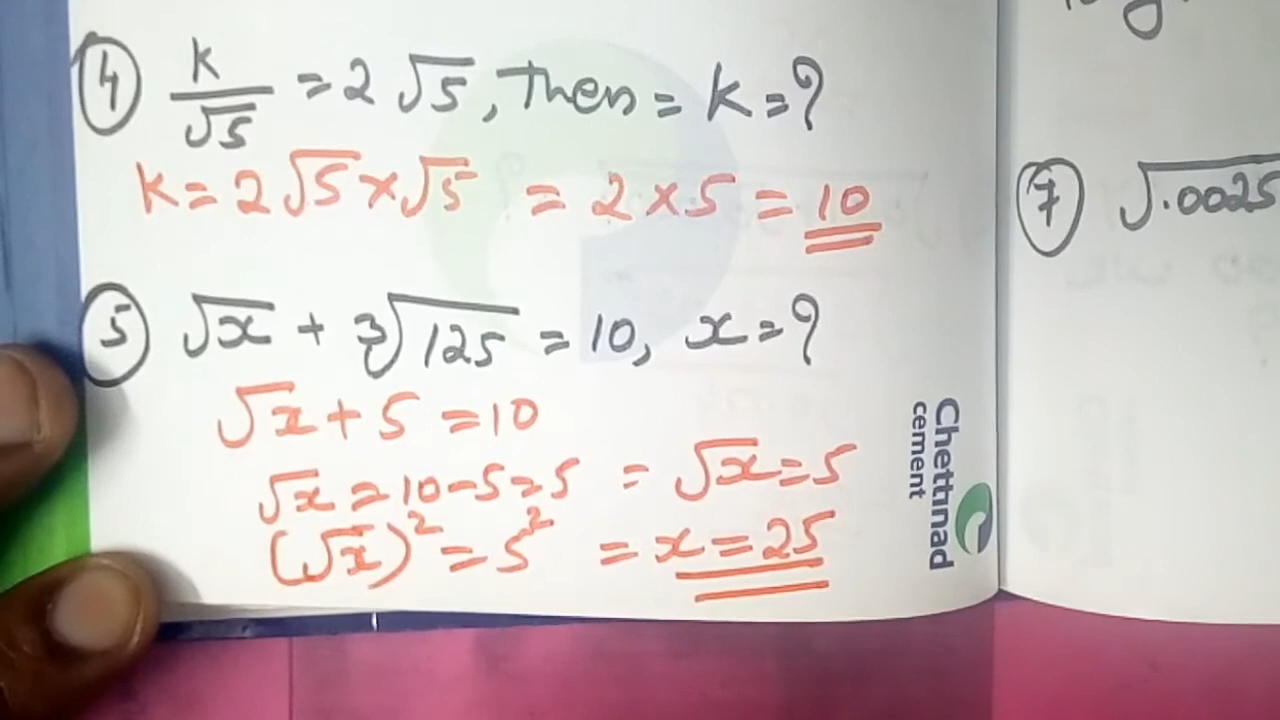 ④ k/√5 = 2√5, Then = k = ?
k = 2√5 × √5 = 2 × 5 = 10
⑤ √x + ∛125 = 10, x = ?
√x + 5 = 10
√x = 10 - 5 = 5 = √x = 5
(√x)² = 5² = x = 25
Chettinad
cement
⑦ √.0025